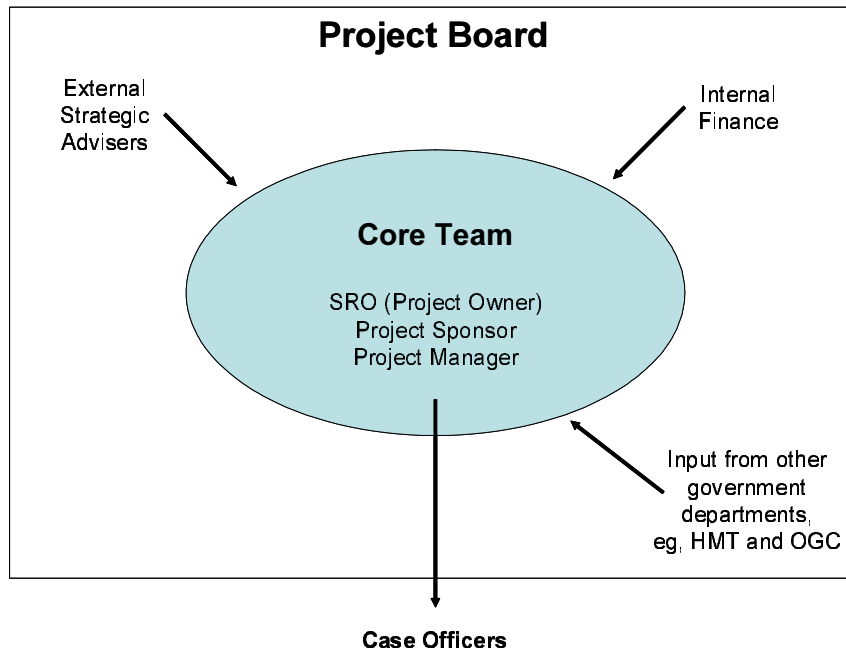 Project Board
External
Strategic
Advisers
Internal
Finance
Core Team
SRO (Project Owner)
Project Sponsor
Project Manager
Input from other
government
departments,
eg, HMT and OGC
Case Officers